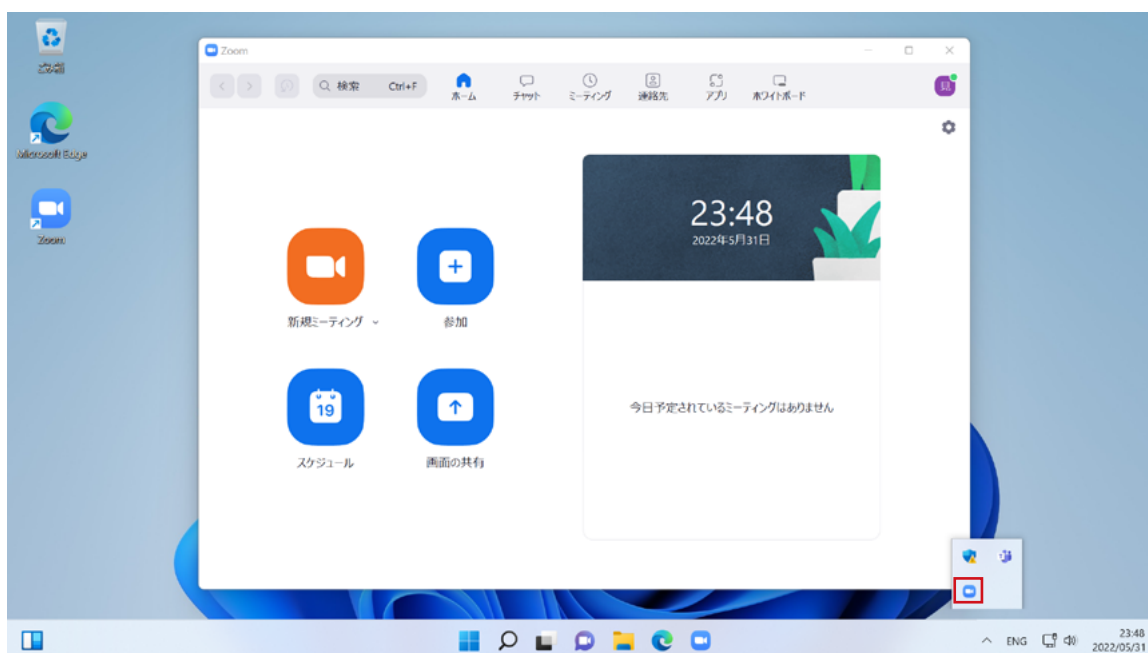 ごみ箱
Microsoft Edge
Zoom
Zoom
検索 Ctrl+F
ホーム
チャット
ミーティング
連絡先
アプリ
ホワイトボード
見
23:48
2022年5月31日
新規ミーティング
参加
19
スケジュール
画面の共有
今日予定されているミーティングはありません
ENG
23:48
2022/05/31